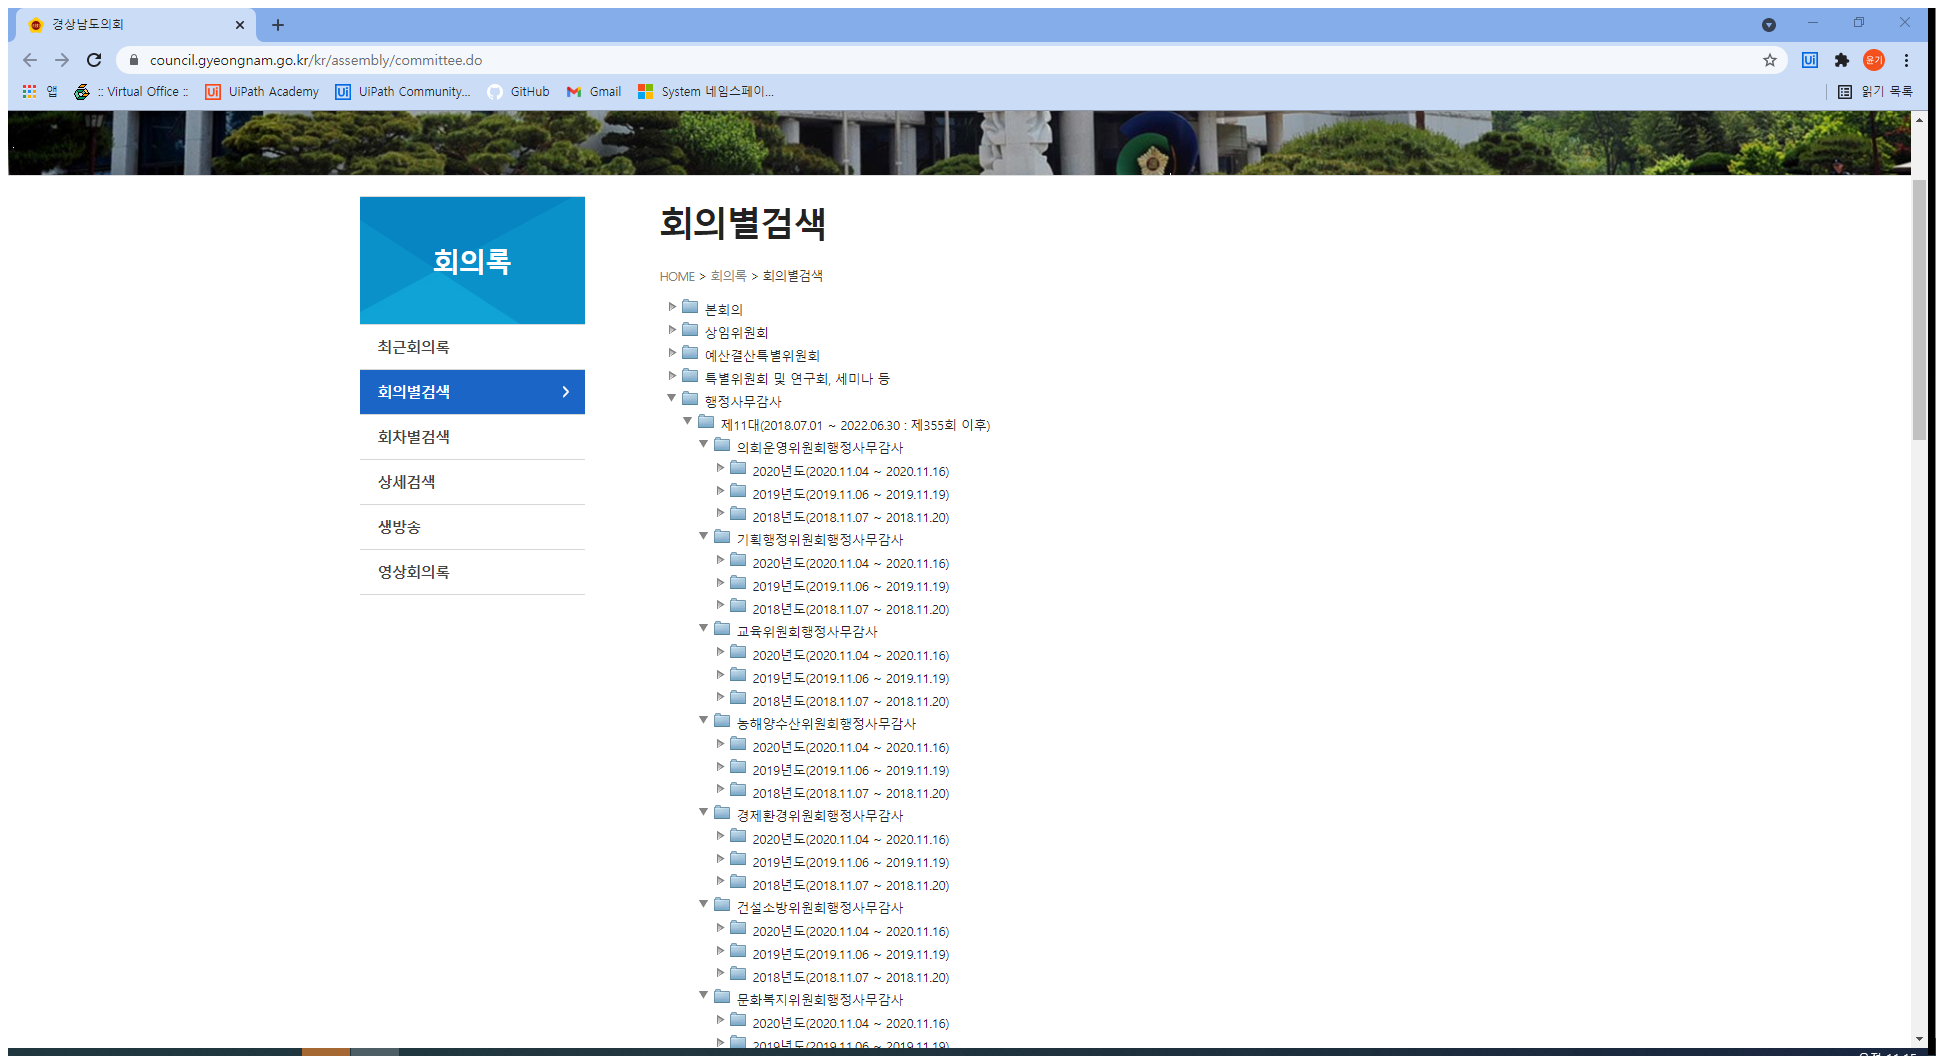 경상남도의회
council.gyeongnam.go.kr/kr/assembly/committee.do
윤기
앱
:: Virtual Office ::
UiPath Academy
UiPath Community...
GitHub
Gmail
System 네임스페이...
읽기 목록
회의록
최근회의록
회의별검색
회차별검색
상세검색
생방송
영상회의록
회의별검색
HOME > 회의록 > 회의별검색
본회의
상임위원회
예산결산특별위원회
특별위원회 및 연구회, 세미나 등
행정사무감사
제11대(2018.07.01 ~ 2022.06.30 : 제355회 이후)
의회운영위원회행정사무감사
2020년도(2020.11.04 ~ 2020.11.16)
2019년도(2019.11.06 ~ 2019.11.19)
2018년도(2018.11.07 ~ 2018.11.20)
기획행정위원회행정사무감사
2020년도(2020.11.04 ~ 2020.11.16)
2019년도(2019.11.06 ~ 2019.11.19)
2018년도(2018.11.07 ~ 2018.11.20)
교육위원회행정사무감사
2020년도(2020.11.04 ~ 2020.11.16)
2019년도(2019.11.06 ~ 2019.11.19)
2018년도(2018.11.07 ~ 2018.11.20)
농해양수산위원회행정사무감사
2020년도(2020.11.04 ~ 2020.11.16)
2019년도(2019.11.06 ~ 2019.11.19)
2018년도(2018.11.07 ~ 2018.11.20)
경제환경위원회행정사무감사
2020년도(2020.11.04 ~ 2020.11.16)
2019년도(2019.11.06 ~ 2019.11.19)
2018년도(2018.11.07 ~ 2018.11.20)
건설소방위원회행정사무감사
2020년도(2020.11.04 ~ 2020.11.16)
2019년도(2019.11.06 ~ 2019.11.19)
2018년도(2018.11.07 ~ 2018.11.20)
문화복지위원회행정사무감사
2020년도(2020.11.04 ~ 2020.11.16)
2019년도(2019.11.06 ~ 2019.11.19)